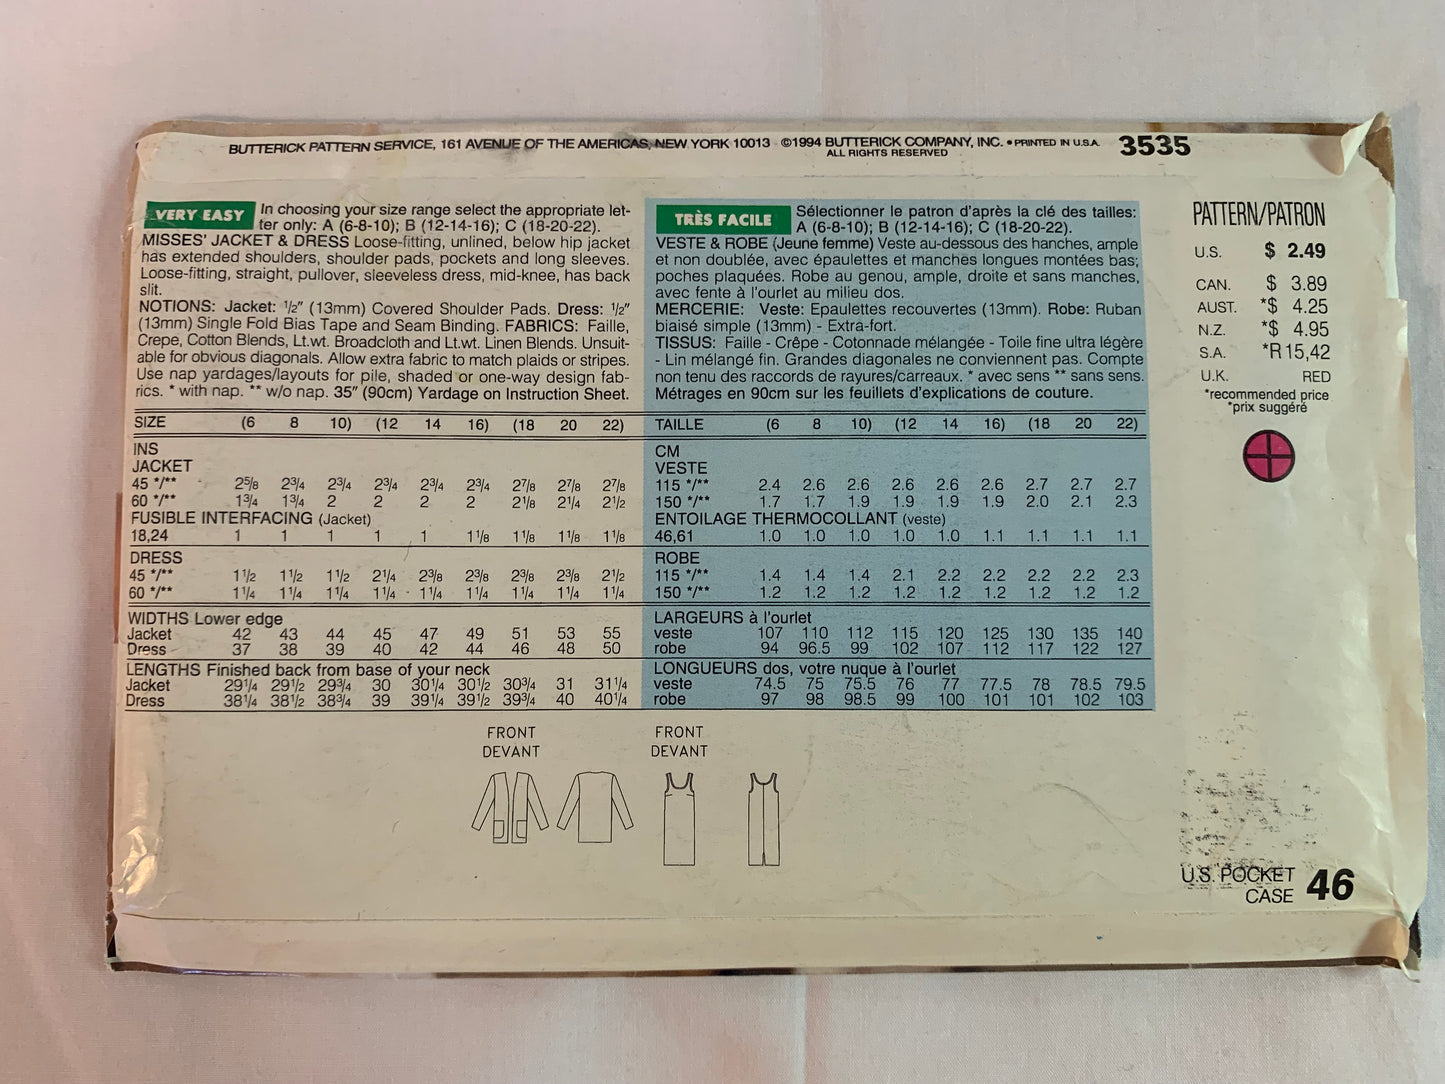 BUTTERICK PATTERN SERVICE, 161 AVENUE OF THE AMERICAS, NEW YORK 10013 ©1994 BUTTERICK COMPANY, INC. • PRINTED IN U.S.A. 3535
ALL RIGHTS RESERVED
VERY EASY In choosing your size range select the appropriate let-
ter only: A (6-8-10); B (12-14-16); C (18-20-22).
MISSES' JACKET & DRESS Loose-fitting, unlined, below hip jacket
has extended shoulders, shoulder pads, pockets and long sleeves.
Loose-fitting, straight, pullover, sleeveless dress, mid-knee, has back
slit.
NOTIONS: Jacket: 1/2" (13mm) Covered Shoulder Pads. Dress: 1/2"
(13mm) Single Fold Bias Tape and Seam Binding. FABRICS: Faille,
Crepe, Cotton Blends, Lt.wt. Broadcloth and Lt.wt. Linen Blends. Unsuit-
able for obvious diagonals. Allow extra fabric to match plaids or stripes.
Use nap yardages/layouts for pile, shaded or one-way design fab-
rics. * with nap. ** w/o nap. 35" (90cm) Yardage on Instruction Sheet.
SIZE (6 8 10) (12 14 16) (18 20 22)
INS
JACKET
45 */** 2 5/8 2 3/4 2 3/4 2 3/4 2 3/4 2 3/4 2 7/8 2 7/8 2 7/8
60 */** 1 3/4 1 3/4 2 2 2 2 2 1/8 2 1/4 2 1/2
FUSIBLE INTERFACING (Jacket)
18,24 1 1 1 1 1 1 1/8 1 1/8 1 1/8 1 1/8
DRESS
45 */** 1 1/2 1 1/2 1 1/2 2 1/4 2 3/8 2 3/8 2 3/8 2 3/8 2 1/2
60 */** 1 1/4 1 1/4 1 1/4 1 1/4 1 1/4 1 1/4 1 1/4 1 1/4 1 1/4
WIDTHS Lower edge
Jacket 42 43 44 45 47 49 51 53 55
Dress 37 38 39 40 42 44 46 48 50
LENGTHS Finished back from base of your neck
Jacket 29 1/4 29 1/2 29 3/4 30 30 1/4 30 1/2 30 3/4 31 31 1/4
Dress 38 1/4 38 1/2 38 3/4 39 39 1/4 39 1/2 39 3/4 40 40 1/4
TRÈS FACILE Sélectionner le patron d'après la clé des tailles:
A (6-8-10); B (12-14-16); C (18-20-22).
VESTE & ROBE (Jeune femme) Veste au-dessous des hanches, ample
et non doublée, avec épaulettes et manches longues montées bas;
poches plaquées. Robe au genou, ample, droite et sans manches,
avec fente à l'ourlet au milieu dos.
MERCERIE: Veste: Epaulettes recouvertes (13mm). Robe: Ruban
biaisé simple (13mm) - Extra-fort.
TISSUS: Faille - Crêpe - Cotonnade mélangée - Toile fine ultra légère
- Lin mélangé fin. Grandes diagonales ne conviennent pas. Compte
non tenu des raccords de rayures/carreaux. * avec sens ** sans sens.
Métrages en 90cm sur les feuillets d'explications de couture.
TAILLE (6 8 10) (12 14 16) (18 20 22)
CM
VESTE
115 */** 2.4 2.6 2.6 2.6 2.6 2.6 2.7 2.7 2.7
150 */** 1.7 1.7 1.9 1.9 1.9 1.9 2.0 2.1 2.3
ENTOILAGE THERMOCOLLANT (veste)
46,61 1.0 1.0 1.0 1.0 1.0 1.1 1.1 1.1 1.1
ROBE
115 */** 1.4 1.4 1.4 2.1 2.2 2.2 2.2 2.2 2.3
150 */** 1.2 1.2 1.2 1.2 1.2 1.2 1.2 1.2 1.2
LARGEURS à l'ourlet
veste 107 110 112 115 120 125 130 135 140
robe 94 96.5 99 102 107 112 117 122 127
LONGUEURS dos, votre nuque à l'ourlet
veste 74.5 75 75.5 76 77 77.5 78 78.5 79.5
robe 97 98 98.5 99 100 101 101 102 103
PATTERN/PATRON
U.S. $ 2.49
CAN. $ 3.89
AUST. *$ 4.25
N.Z. *$ 4.95
S.A. *R 15,42
U.K. RED
*recommended price
*prix suggéré
FRONT
DEVANT
FRONT
DEVANT
U.S. POCKET
CASE 46